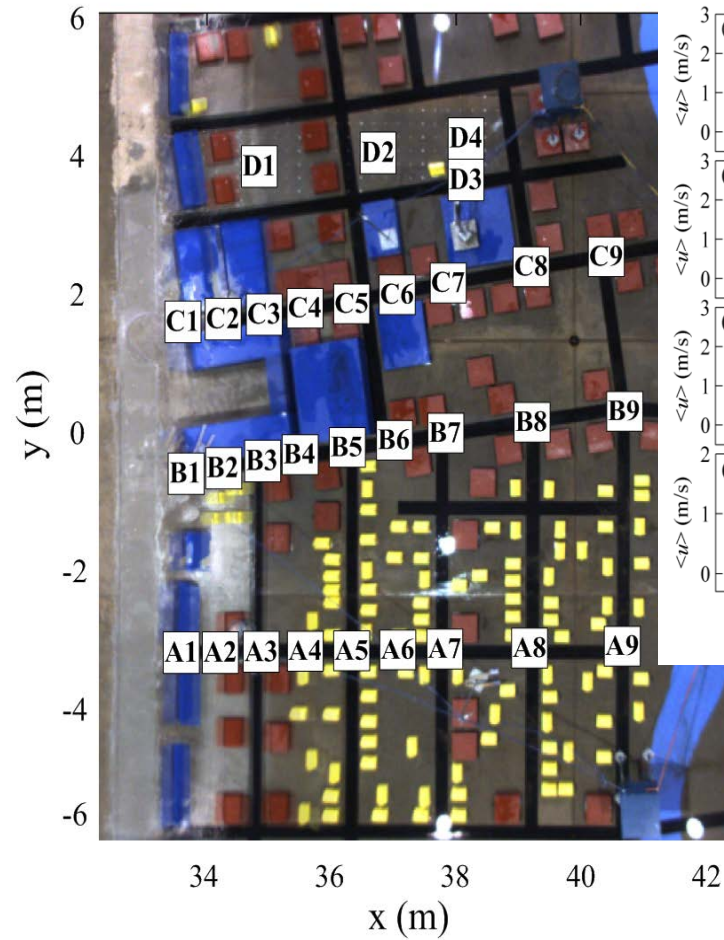 6
4
2
0
-2
-4
-6
y (m)
D1 D2 D4
D3
C1 C2 C3 C4 C5 C6 C7 C8 C9
B1 B2 B3 B4 B5 B6 B7 B8 B9
A1 A2 A3 A4 A5 A6 A7 A8 A9
34 36 38 40 42
x (m)
3
2
1
0
<u> (m/s)
3
2
1
0
<u> (m/s)
3
2
1
0
<u> (m/s)
2
1
0
<u> (m/s)